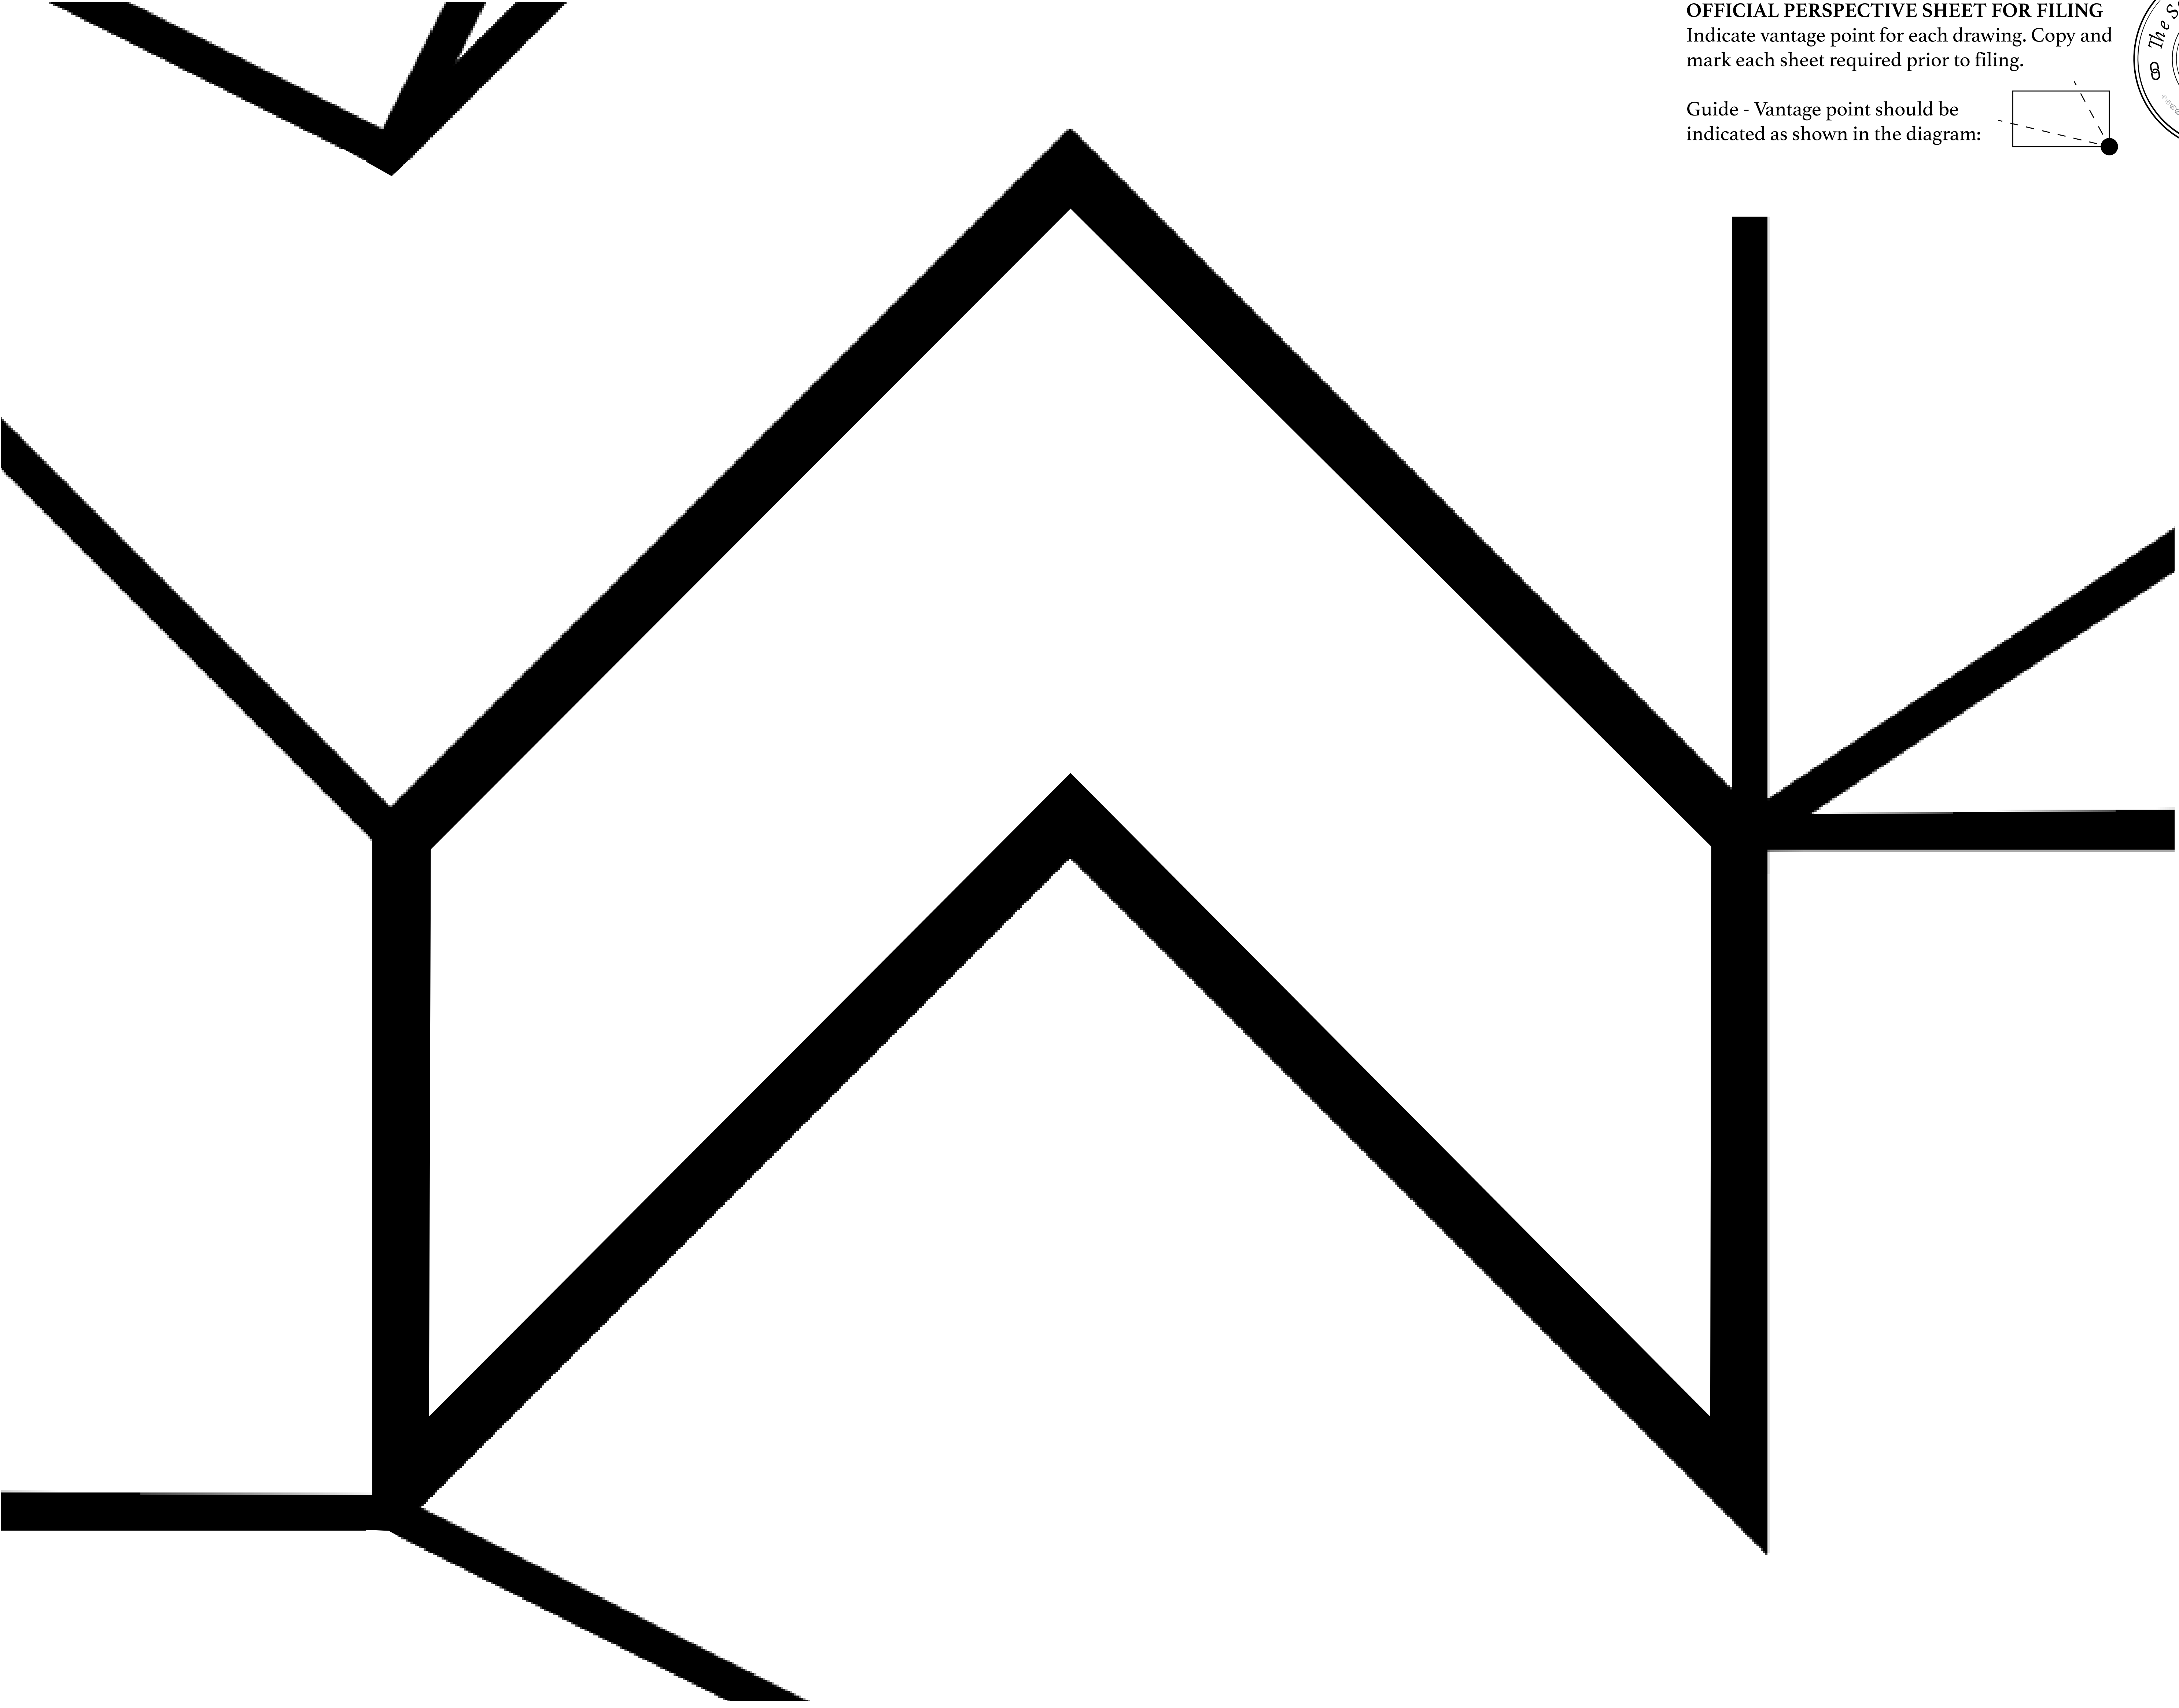 OFFICIAL PERSPECTIVE SHEET FOR FILING
Indicate vantage point for each drawing. Copy and
mark each sheet required prior to filing.
Guide - Vantage point should be
indicated as shown in the diagram:
The